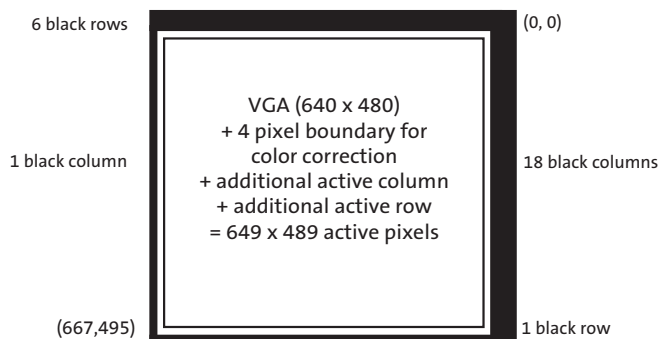 6 black rows
(0, 0)
VGA (640 x 480)
+ 4 pixel boundary for
color correction
+ additional active column
+ additional active row
= 649 x 489 active pixels
1 black column
18 black columns
(667,495)
1 black row